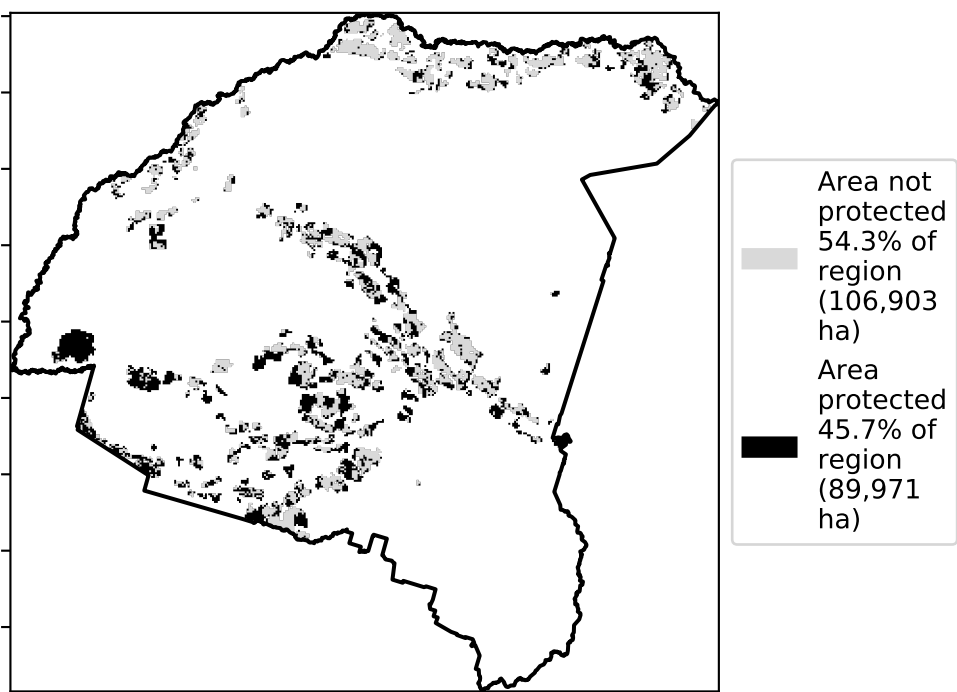 Area not
protected
54.3% of
region
(106,903
ha)
Area
protected
45.7% of
region
(89,971
ha)